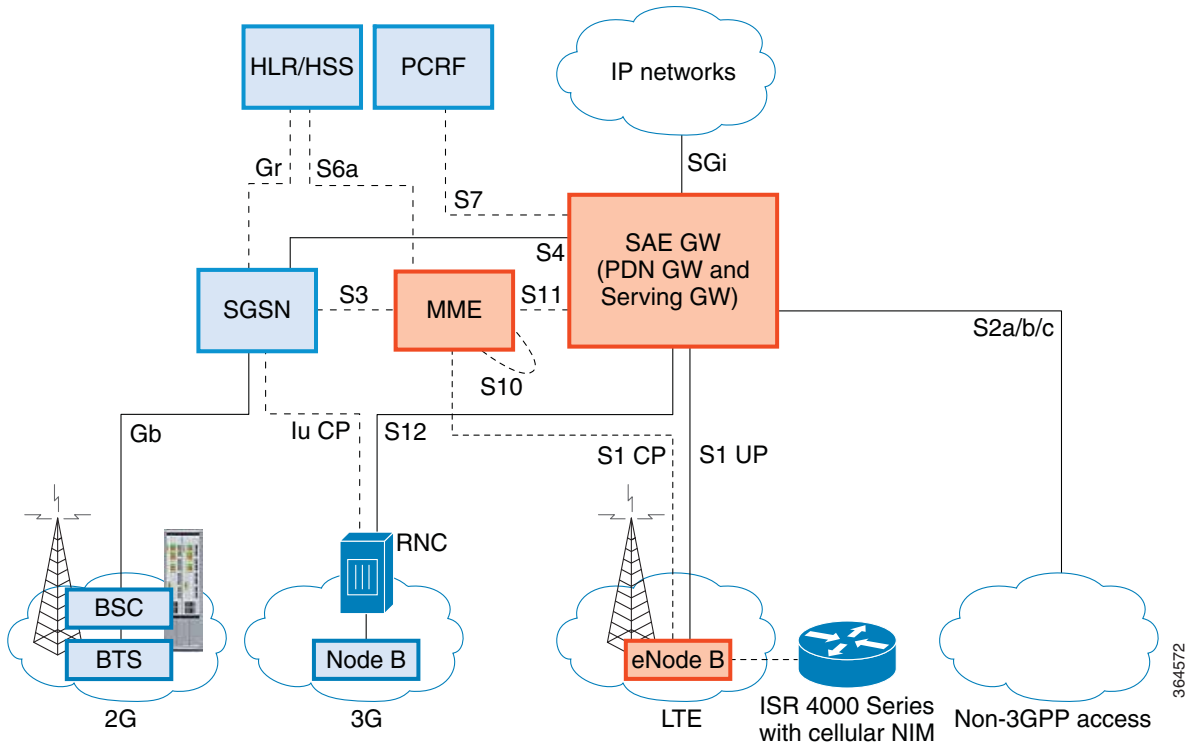 HLR/HSS
PCRF
IP networks
Gr
S6a
SGi
S7
S4
SAE GW
(PDN GW and
Serving GW)
SGSN
S3
MME
S11
S2a/b/c
S10
Gb
Iu CP
S12
S1 CP
S1 UP
RNC
BSC
BTS
Node B
eNode B
2G
3G
LTE
ISR 4000 Series
with cellular NIM
Non-3GPP access
364572